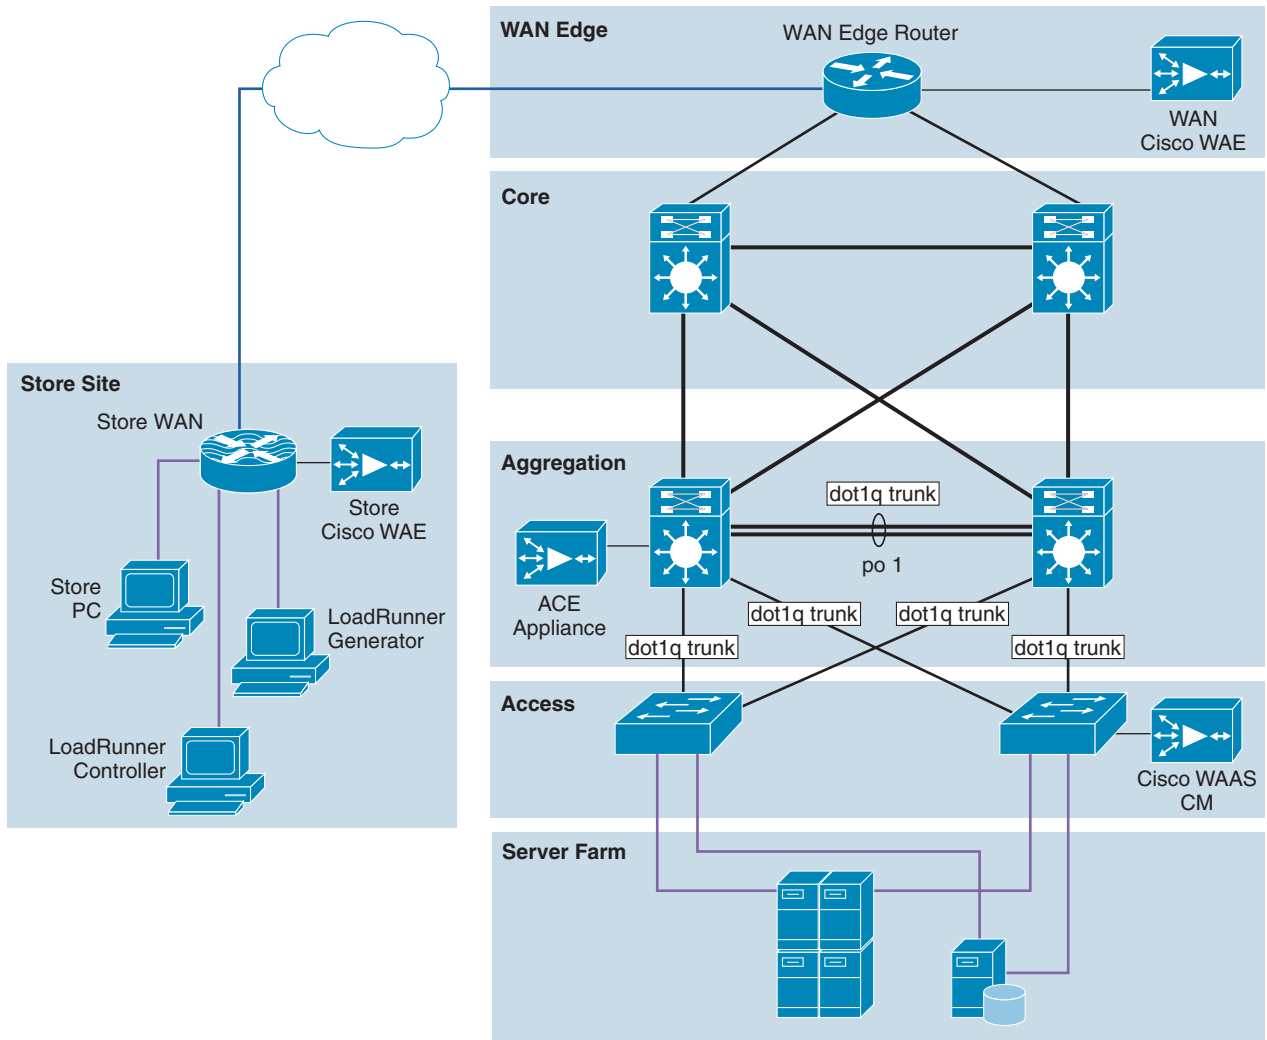 WAN Edge
WAN Edge Router
WAN
Cisco WAE
Core
Store Site
Store WAN
Store
Cisco WAE
Store
PC
LoadRunner
Generator
LoadRunner
Controller
Aggregation
dot1q trunk
po 1
ACE
Appliance
dot1q trunk
dot1q trunk
dot1q trunk
dot1q trunk
Access
Cisco WAAS
CM
Server Farm